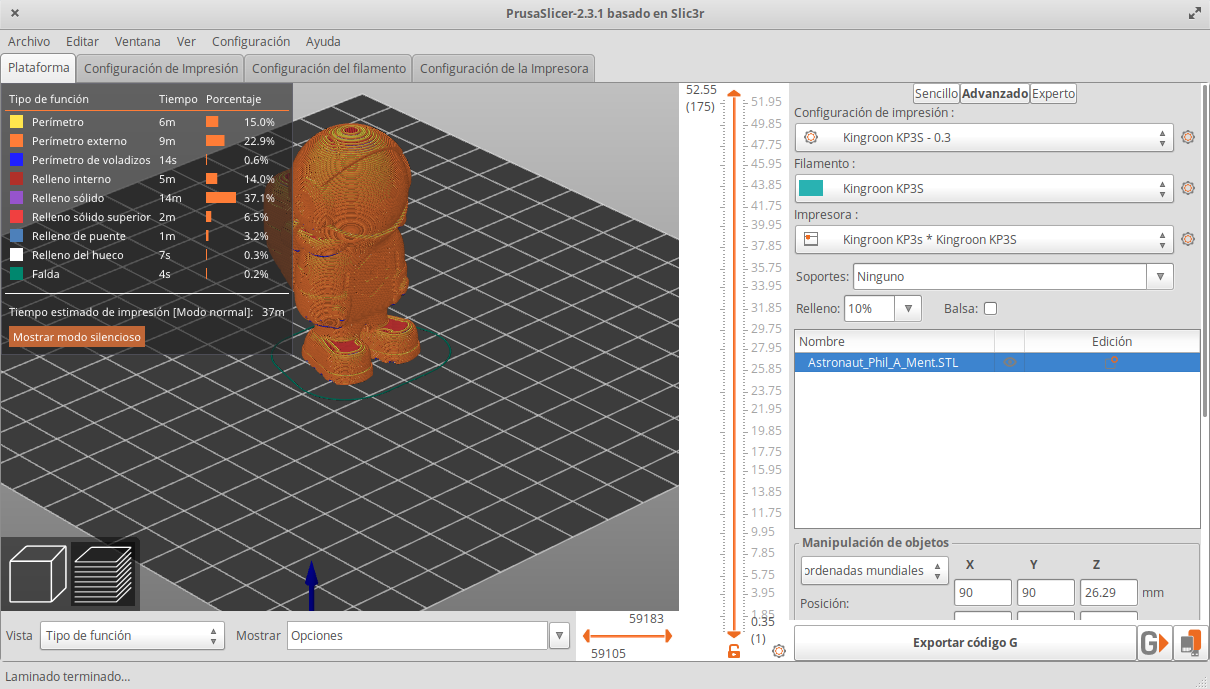 PrusaSlicer-2.3.1 basado en Slic3r
Archivo Editar Ventana Ver Configuración Ayuda
Plataforma Configuración de Impresión Configuración del filamento Configuración de la Impresora
Tipo de función Tiempo Porcentaje
Perímetro 6m 15.0%
Perímetro externo 9m 22.9%
Perímetro de voladizos 14s 0.6%
Relleno interno 5m 14.0%
Relleno sólido 14m 37.1%
Relleno sólido superior 2m 6.5%
Relleno de puente 1m 3.2%
Relleno del hueco 7s 0.3%
Falda 4s 0.2%
Tiempo estimado de impresión [Modo normal]: 37m
Mostrar modo silencioso
52.55
(175)
51.95
49.85
47.75
45.95
43.85
41.75
39.95
37.85
35.75
33.95
31.85
29.75
27.95
25.85
23.75
21.95
19.85
17.75
15.95
13.85
11.75
9.95
7.85
5.75
3.95
1.85
0.35
(1)
Sencillo Avanzado Experto
Configuración de impresión :
Kingroon KP3S - 0.3
Filamento :
Kingroon KP3S
Impresora :
Kingroon KP3s * Kingroon KP3S
Soportes: Ninguno
Relleno: 10% Balsa:
Nombre Edición
Astronaut_Phil_A_Ment.STL
Manipulación de objetos
ordenadas mundiales X Y Z
Posición: 90 90 26.29 mm
Vista Tipo de función Mostrar Opciones
59183
59105
Exportar código G
G
Laminado terminado...